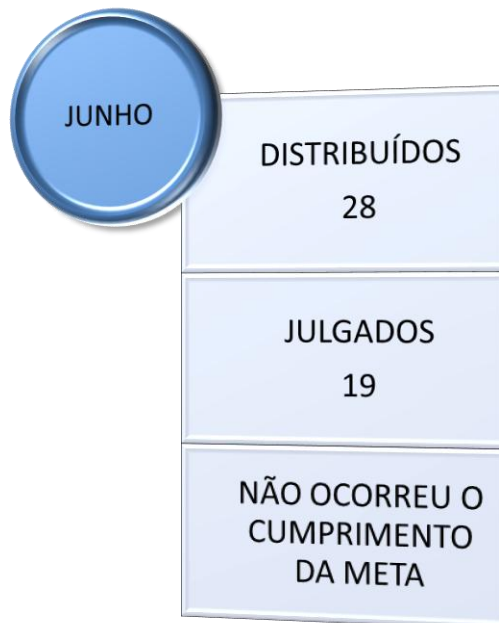 JUNHO
DISTRIBUÍDOS
28
JULGADOS
19
NÃO OCORREU O
CUMPRIMENTO
DA META